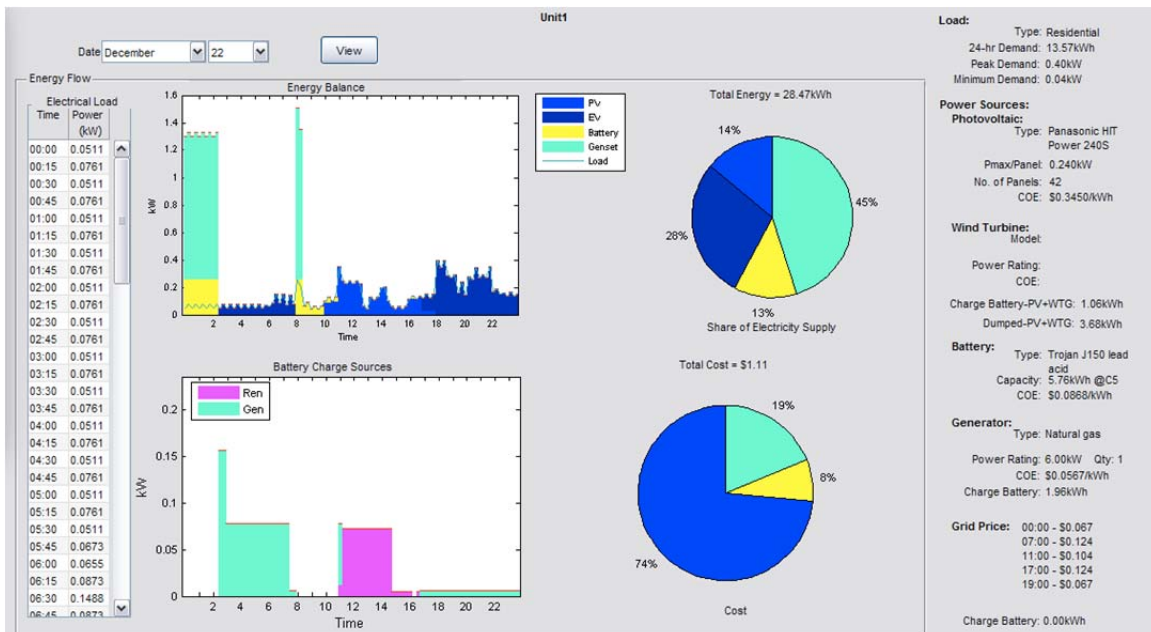 Unit1
Date December 22 View
Energy Flow
Electrical Load
Time Power
(kW)
00:00 0.0511
00:15 0.0761
00:30 0.0511
00:45 0.0761
01:00 0.0511
01:15 0.0761
01:30 0.0511
01:45 0.0761
02:00 0.0511
02:15 0.0761
02:30 0.0511
02:45 0.0761
03:00 0.0511
03:15 0.0761
03:30 0.0511
03:45 0.0761
04:00 0.0511
04:15 0.0761
04:30 0.0511
04:45 0.0761
05:00 0.0511
05:15 0.0761
05:30 0.0511
05:45 0.0673
06:00 0.0655
06:15 0.0873
06:30 0.1488
06:45 0.0873
Energy Balance
kW
1.6
1.4
1.2
1
0.8
0.6
0.4
0.2
0
2 4 6 8 10 12 14 16 18 20 22
Time
PV
EV
Battery
Genset
Load
Total Energy = 28.47kWh
14%
45%
28%
13%
Share of Electricity Supply
Battery Charge Sources
Ren
Gen
kW
0.2
0.15
0.1
0.05
0
2 4 6 8 10 12 14 16 18 20 22
Time
Total Cost = $1.11
19%
8%
74%
Cost
Load:
Type: Residential
24-hr Demand: 13.57kWh
Peak Demand: 0.40kW
Minimum Demand: 0.04kW
Power Sources:
Photovoltaic:
Type: Panasonic HIT
Power 240S
Pmax/Panel: 0.240kW
No. of Panels: 42
COE: $0.3450/kWh
Wind Turbine:
Model:
Power Rating:
COE:
Charge Battery-PV+WTG: 1.06kWh
Dumped-PV+WTG: 3.68kWh
Battery:
Type: Trojan J150 lead
acid
Capacity: 5.76kWh @C5
COE: $0.0868/kWh
Generator:
Type: Natural gas
Power Rating: 6.00kW Qty: 1
COE: $0.0567/kWh
Charge Battery: 1.96kWh
Grid Price: 00:00 - $0.067
07:00 - $0.124
11:00 - $0.104
17:00 - $0.124
19:00 - $0.067
Charge Battery: 0.00kWh